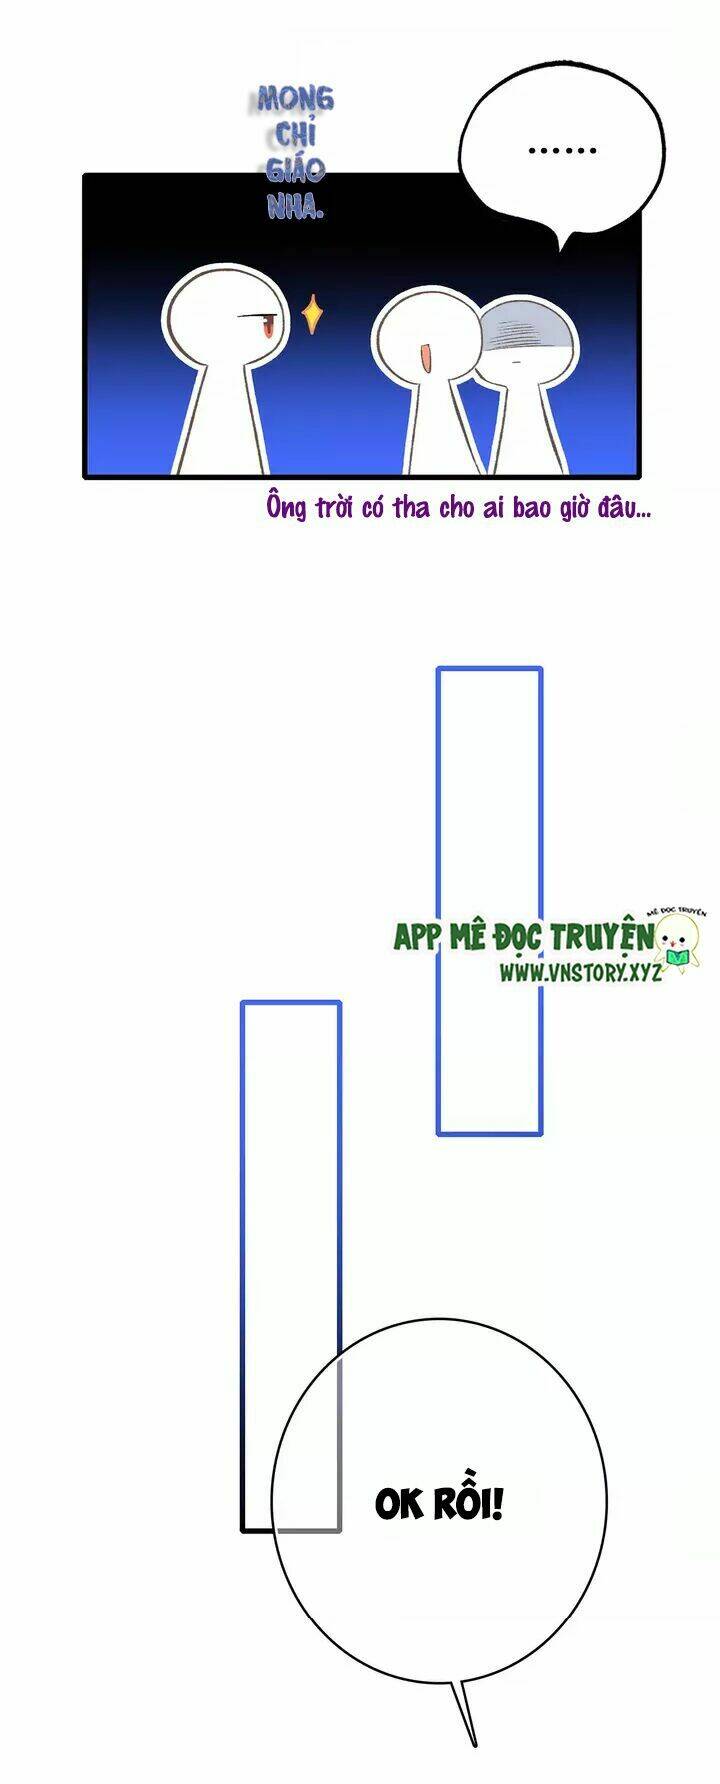 MONG
CHỈ
GIÁO
NHA.
......
Ông trời có tha cho ai bao giờ đâu...
MÊ ĐỌC TRUYỆN
APP MÊ ĐỌC TRUYỆN
WWW.VNSTORY.XYZ
M
OK RỒI!